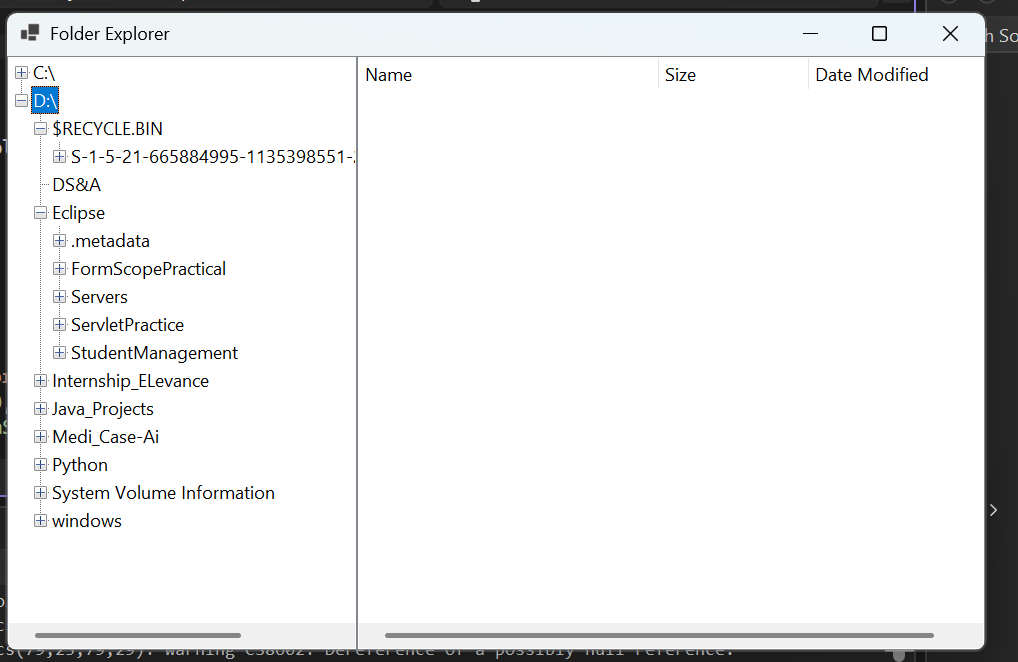 Folder Explorer
C:\
Name Size Date Modified
D:\
$RECYCLE.BIN
S-1-5-21-665884995-1135398551-
DS&A
Eclipse
.metadata
FormScopePractical
Servers
ServletPractice
StudentManagement
Internship_ELevance
Java_Projects
Medi_Case-Ai
Python
System Volume Information
windows